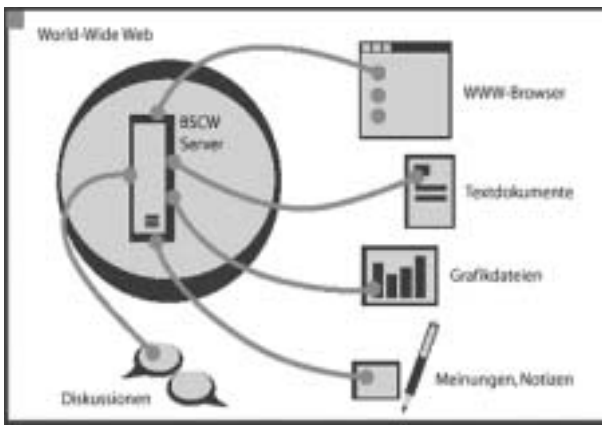 World-Wide Web
BSCW
Server
WWW-Browser
Textdokumente
Grafikdateien
Meinungen, Notizen
Diskussionen